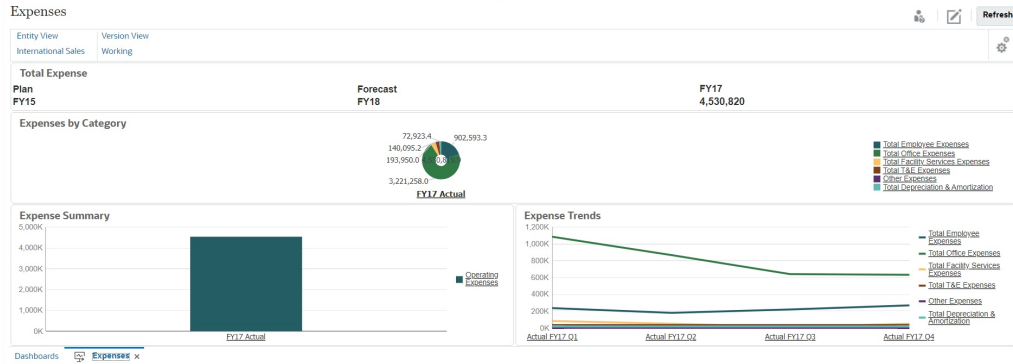 Expenses
Refresh
Entity View Version View
International Sales Working
Total Expense
Plan Forecast FY17
FY15 FY18 4,530,820
Expenses by Category
72,923.4 902,593.3
140,095.2
193,950.0
3,221,258.0
FY17 Actual
Total Employee Expenses
Total Office Expenses
Total Facility Services Expenses
Total T&E Expenses
Other Expenses
Total Depreciation & Amortization
Expense Summary
5,000K
4,000K
3,000K
2,000K
1,000K
0K
FY17 Actual
Operating
Expenses
Expense Trends
1,200K
1,000K
800K
600K
400K
200K
0K
Actual FY17 Q1 Actual FY17 Q2 Actual FY17 Q3 Actual FY17 Q4
Total Employee
Expenses
Total Office Expenses
Total Facility Services
Expenses
Total T&E Expenses
Other Expenses
Total Depreciation &
Amortization
Dashboards Expenses ×